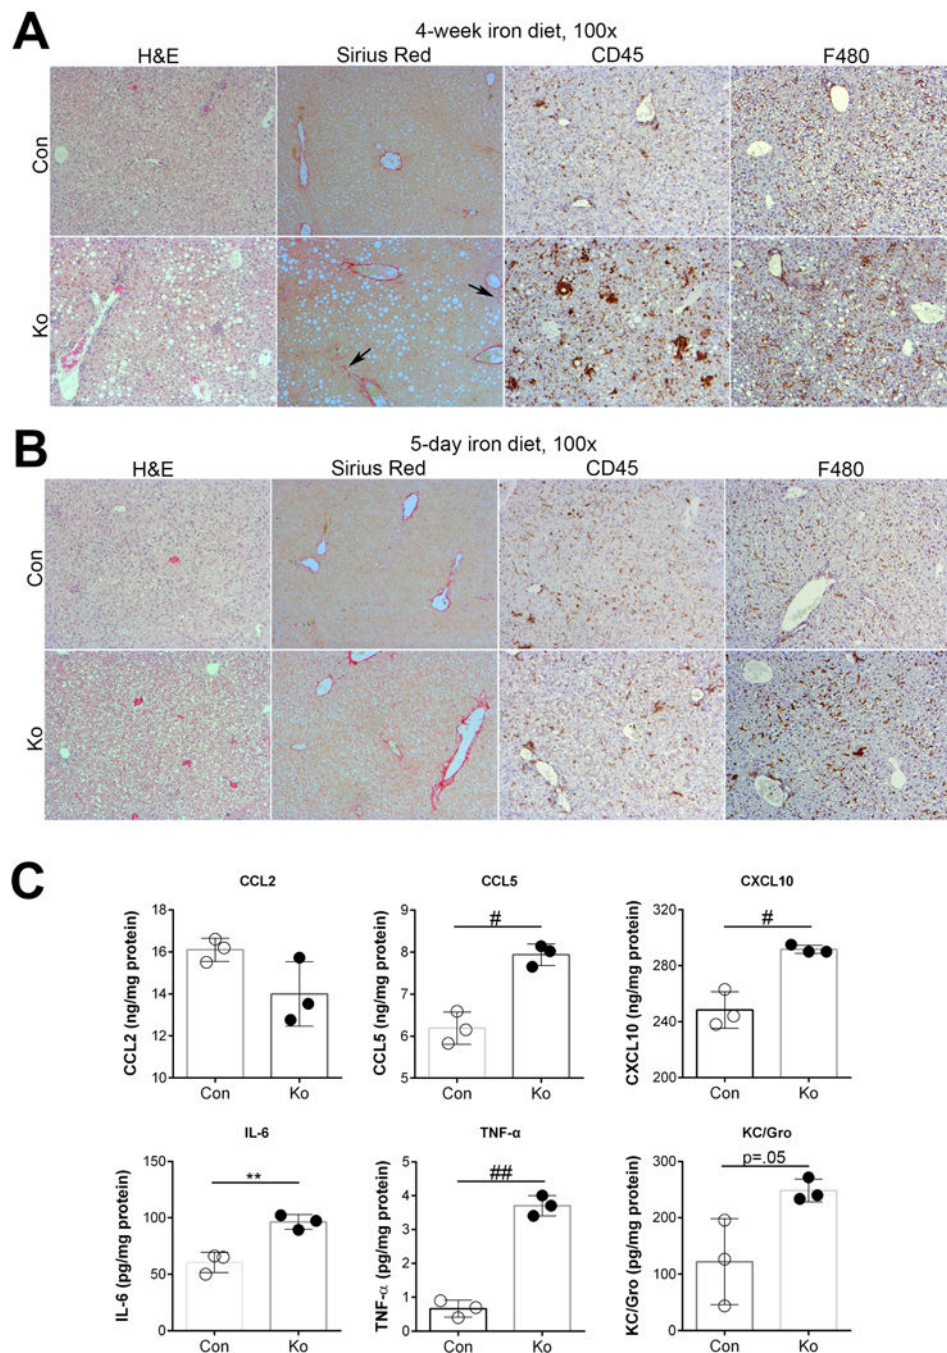 A
4-week iron diet, 100x
H&E Sirius Red CD45 F480
Con
Ko
B
5-day iron diet, 100x
H&E Sirius Red CD45 F480
Con
Ko
C
CCL2 CCL5 CXCL10
CCL2 (ng/mg protein)
18
16
14
12
10
Con Ko
CCL5 (ng/mg protein)
9
8
7
6
5
#
Con Ko
CXCL10 (ng/mg protein)
320
280
240
200
#
Con Ko
IL-6 TNF-α KC/Gro
IL-6 (pg/mg protein)
150
100
50
0
**
Con Ko
TNF-α (pg/mg protein)
5
4
3
2
1
0
##
Con Ko
KC/Gro (pg/mg protein)
300
200
100
0
p=.05
Con Ko